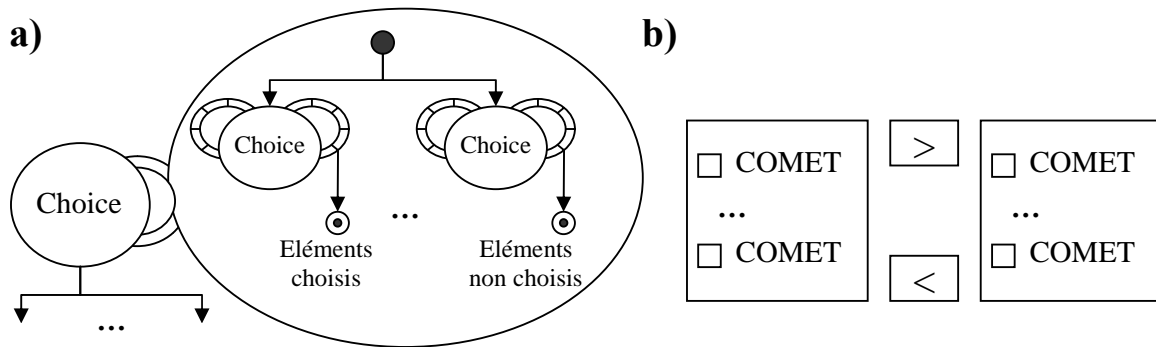 a)
Choice
...
Choice
Choice
...
Eléments
choisis
Eléments
non choisis
b)
COMET
...
COMET
>
<
COMET
...
COMET